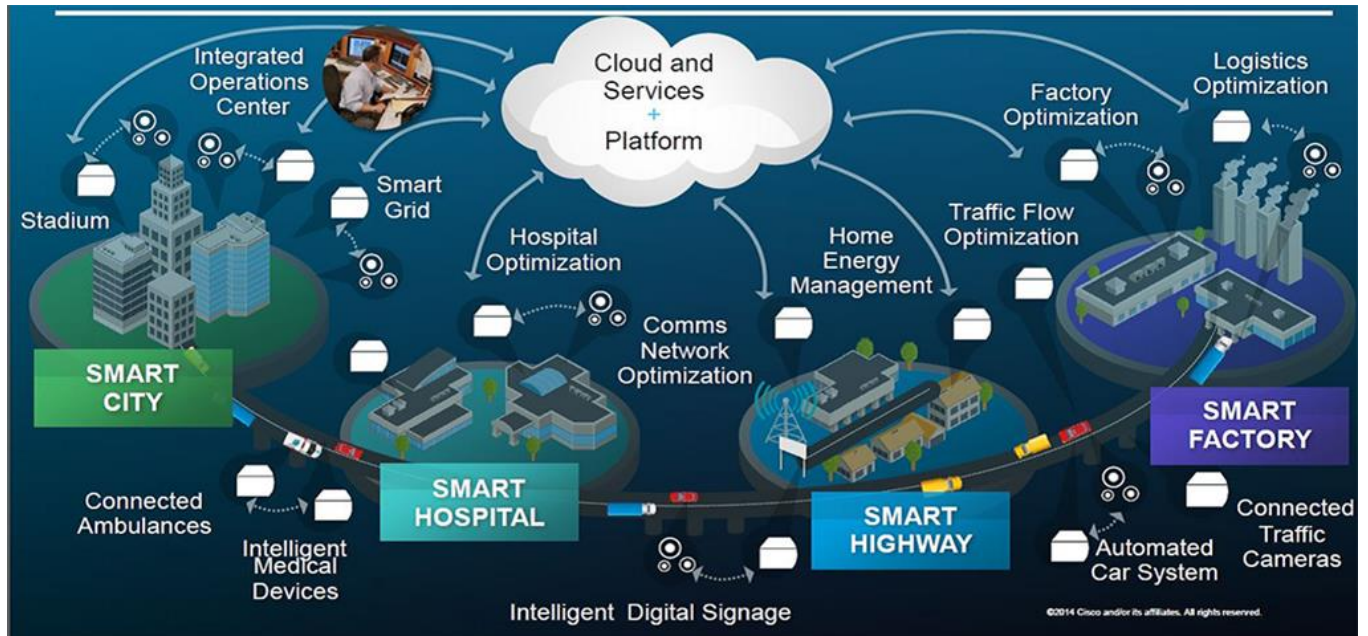 Integrated
Operations
Center
Cloud and
Services
+
Platform
Logistics
Optimization
Factory
Optimization
Stadium
Smart
Grid
Hospital
Optimization
Home
Energy
Management
Traffic Flow
Optimization
Comms
Network
Optimization
SMART
CITY
SMART
HOSPITAL
SMART
HIGHWAY
SMART
FACTORY
Connected
Ambulances
Intelligent
Medical
Devices
Intelligent Digital Signage
Automated
Car System
Connected
Traffic
Cameras
©2014 Cisco and/or its affiliates. All rights reserved.